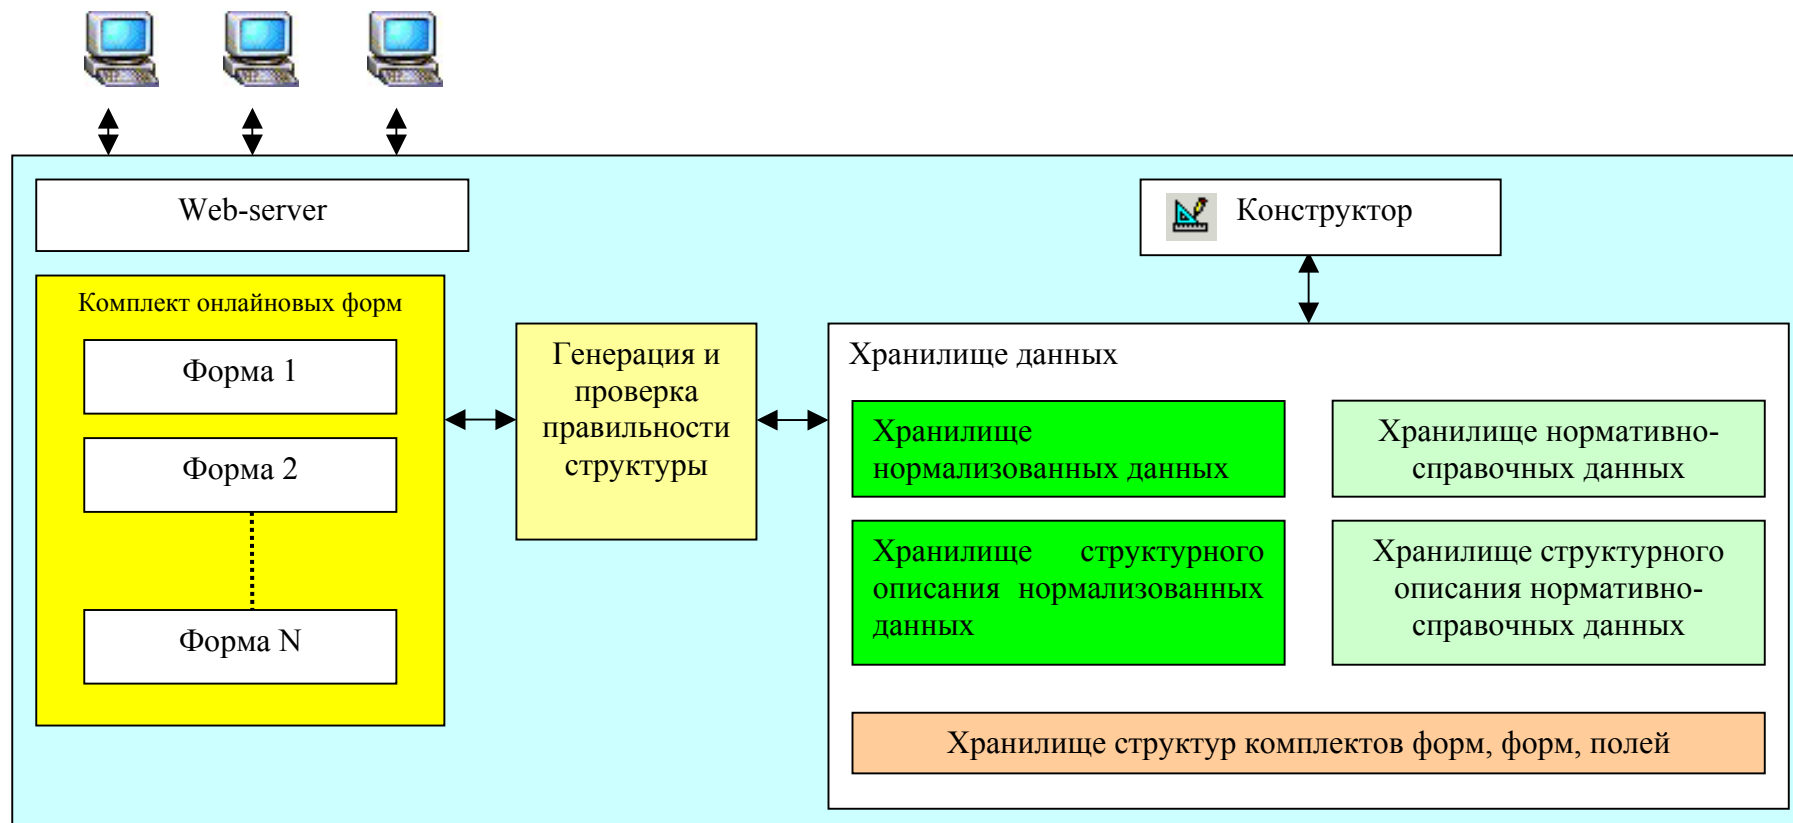 Web-server
Конструктор
Комплект онлайновых форм
Форма 1
Форма 2
Форма N
Генерация и
проверка
правильности
структуры
Хранилище данных
Хранилище
нормализованных данных
Хранилище нормативно-
справочных данных
Хранилище структурного
описания нормализованных
данных
Хранилище структурного
описания нормативно-
справочных данных
Хранилище структур комплектов форм, форм, полей